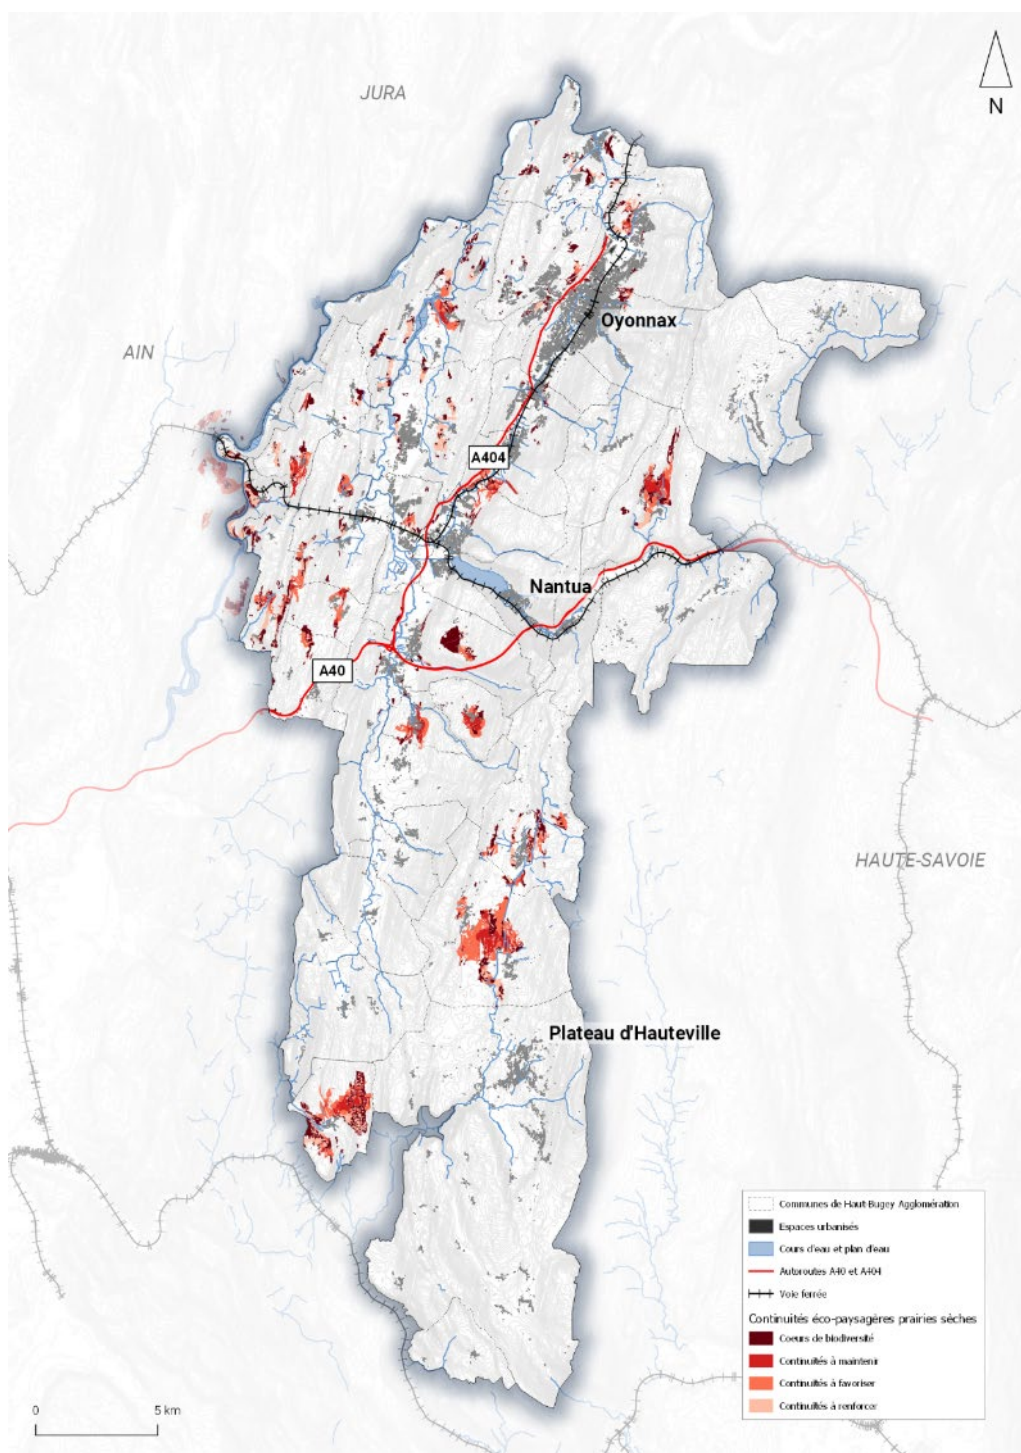 JURA
N
Oyonnax
AIN
A404
Nantua
A40
HAUTE-SAVOIE
Plateau d'Hauteville
Communes de Haut-Bugey Agglomération
Espaces urbanisés
Cours d'eau et plan d'eau
Autoroutes A40 et A404
Voie ferrée
Continuités éco-paysagères prairies sèches
Coeurs de biodiversité
Continuités à maintenir
Continuités à favoriser
Continuités à renforcer
0 5 km